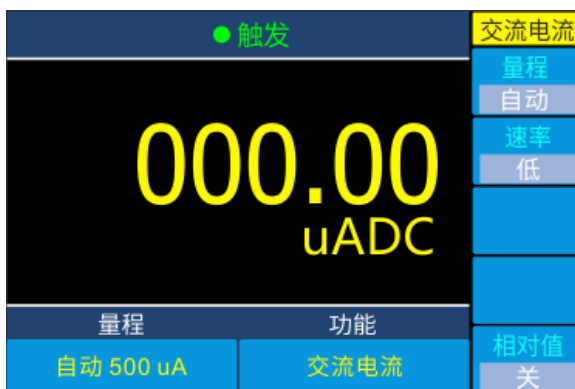 触发
000.00
uADC
量程
功能
自动 500 uA
交流电流
交流电流
量程
自动
速率
低
相对值
关